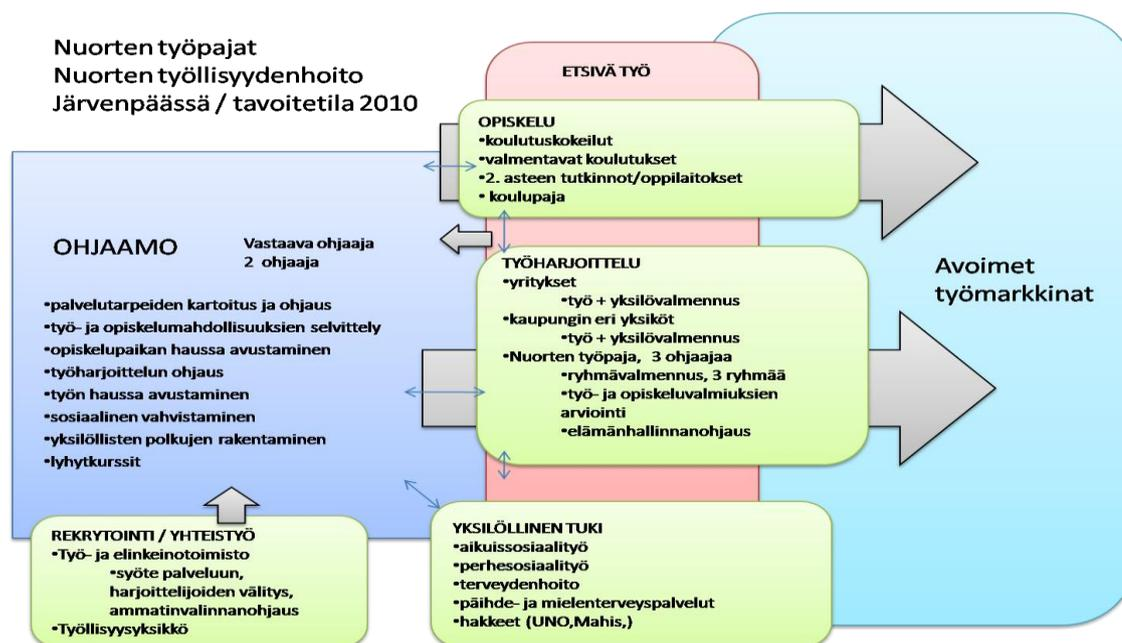 Nuorten työpajat
Nuorten työllisyydenhoito
Järvenpäässä / tavoitetila 2010
ETSIVÄ TYÖ
OPISKELU
•koulutuskokeilut
•valmentavat koulutukset
•2. asteen tutkinnot/oppilaitokset
• koulupaja
OHJAAMO
Vastaava ohjaaja
2 ohjaaja
•palvelutarpeiden kartoitus ja ohjaus
•työ- ja opiskelumahdollisuuksien selvittely
•opiskelupaikan haussa avustaminen
•työharjoittelun ohjaus
•työn haussa avustaminen
•sosiaalinen vahvistaminen
•yksilöllisten polkujen rakentaminen
•lyhytkurssit
TYÖHARJOITTELU
•yritykset
•työ + yksilövalmennus
•kaupungin eri yksiköt
•työ + yksilövalmennus
•Nuorten työpaja, 3 ohjaajaa
•ryhmävalmennus, 3 ryhmää
•työ- ja opiskeluvalmiuksien
arviointi
•elämänhallinnanohjaus
Avoimet
työmarkkinat
REKRYTOINTI / YHTEISTYÖ
•Työ- ja elinkeinotoimisto
•syöte palveluun,
harjoittelijoiden välitys,
ammatinvalinnanohjaus
•Työllisyysyksikkö
YKSILÖLLINEN TUKI
•aikuissosiaalityö
•perhesosiaalityö
•terveydenhoito
•päihde- ja mielenterveyspalvelut
•hakkeet (UNO,Mahis,)